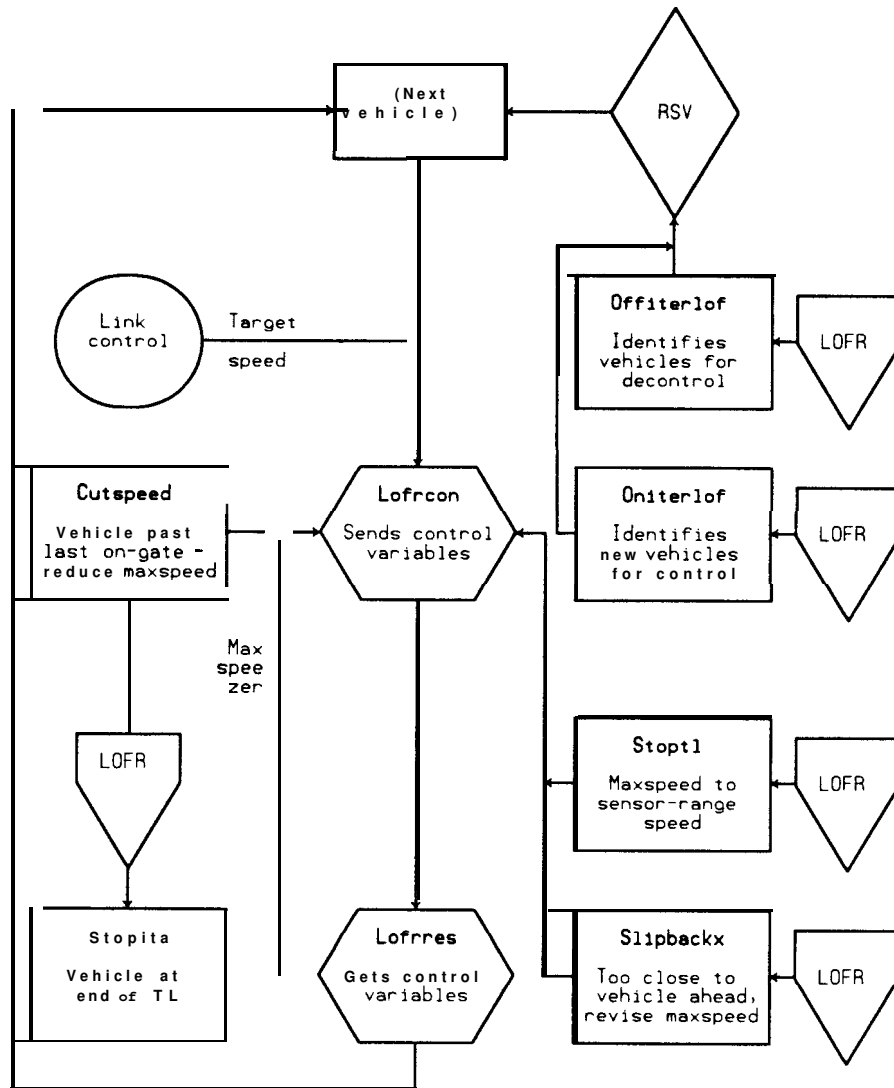 (Next
vehicle)
RSV
Link
control
Target
speed
Offiterlof
Identifies
vehicles for
decontrol
LOFR
Cutspeed
Vehicle past
last on-gate -
reduce maxspeed
Lofrcon
Sends control
variables
Oniterlof
Identifies
new vehicles
for control
LOFR
Max
spee
zer
LOFR
Stoptl
Maxspeed to
sensor-range
speed
LOFR
Stopita
Vehicle at
end of TL
Lofrres
Gets control
variables
Slipbackx
Too close to
vehicle ahead,
revise maxspeed
LOFR